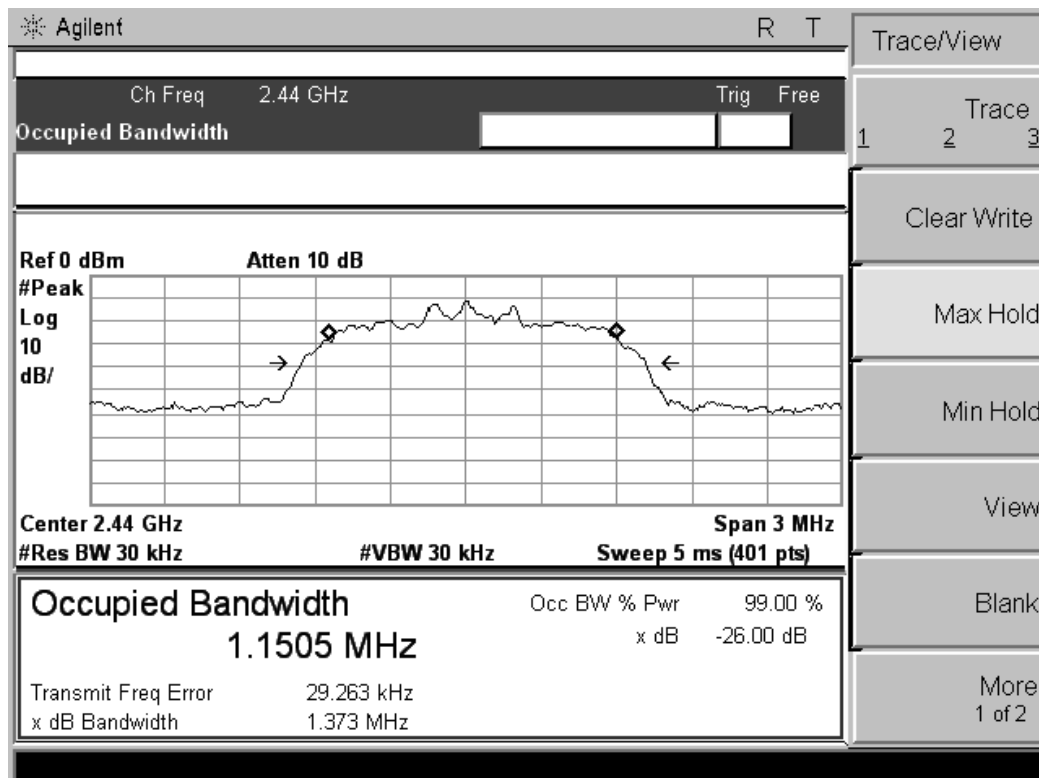 Agilent R T
Ch Freq 2.44 GHz Trig Free
Occupied Bandwidth
Ref 0 dBm Atten 10 dB
#Peak
Log
10
dB/
Center 2.44 GHz Span 3 MHz
#Res BW 30 kHz #VBW 30 kHz Sweep 5 ms (401 pts)
Occupied Bandwidth
1.1505 MHz
Occ BW % Pwr 99.00 %
x dB -26.00 dB
Transmit Freq Error 29.263 kHz
x dB Bandwidth 1.373 MHz
Trace/View
Trace
1 2 3
Clear Write
Max Hold
Min Hold
View
Blank
More
1 of 2